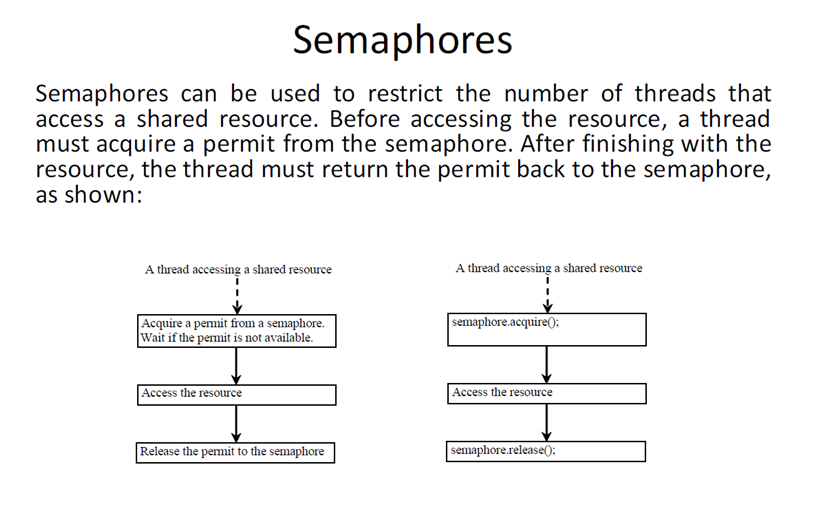 Semaphores
Semaphores can be used to restrict the number of threads that
access a shared resource. Before accessing the resource, a thread
must acquire a permit from the semaphore. After finishing with the
resource, the thread must return the permit back to the semaphore,
as shown:
A thread accessing a shared resource
Acquire a permit from a semaphore.
Wait if the permit is not available.
Access the resource
Release the permit to the semaphore
A thread accessing a shared resource
semaphore.acquire();
Access the resource
semaphore.release();